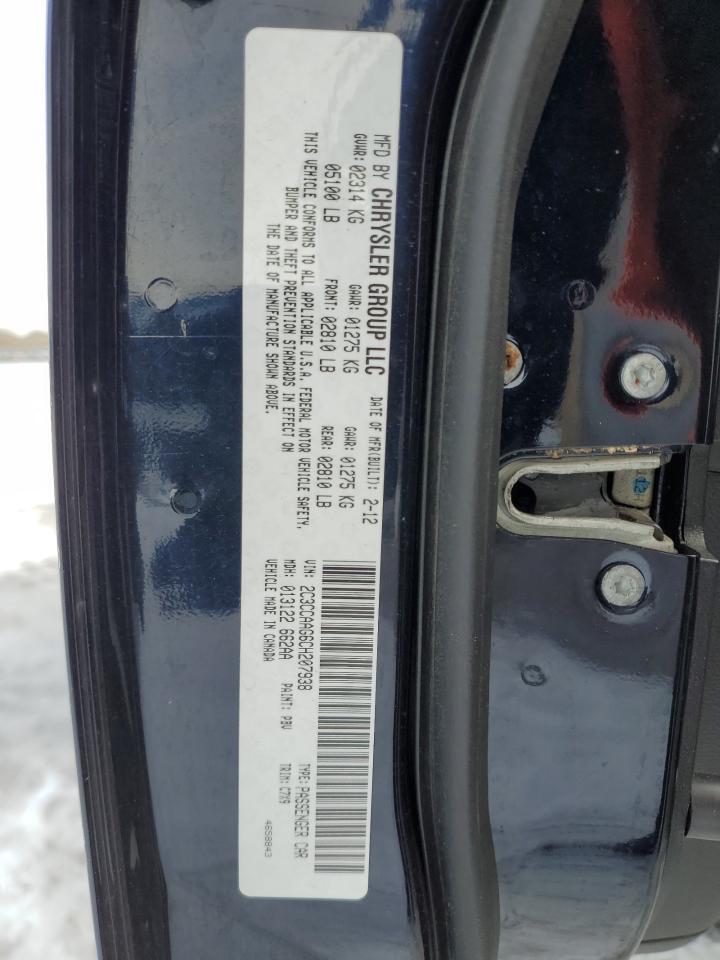 MFD BY CHRYSLER GROUP LLC
DATE OF MFR(BUILT): 2-12
GVWR: 02314 KG GAWR: 01275 KG GAWR: 01275 KG
05100 LB FRONT: 02810 LB REAR: 02810 LB
THIS VEHICLE CONFORMS TO ALL APPLICABLE U.S.A. FEDERAL MOTOR VEHICLE SAFETY,
BUMPER AND THEFT PREVENTION STANDARDS IN EFFECT ON
THE DATE OF MANUFACTURE SHOWN ABOVE.
VIN: 2C3CCAAG6CH207938
TYPE: PASSENGER CAR
MDH: 013122 662AA PAINT: PBV TRIM: C7X9
VEHICLE MADE IN CANADA
4658843
12